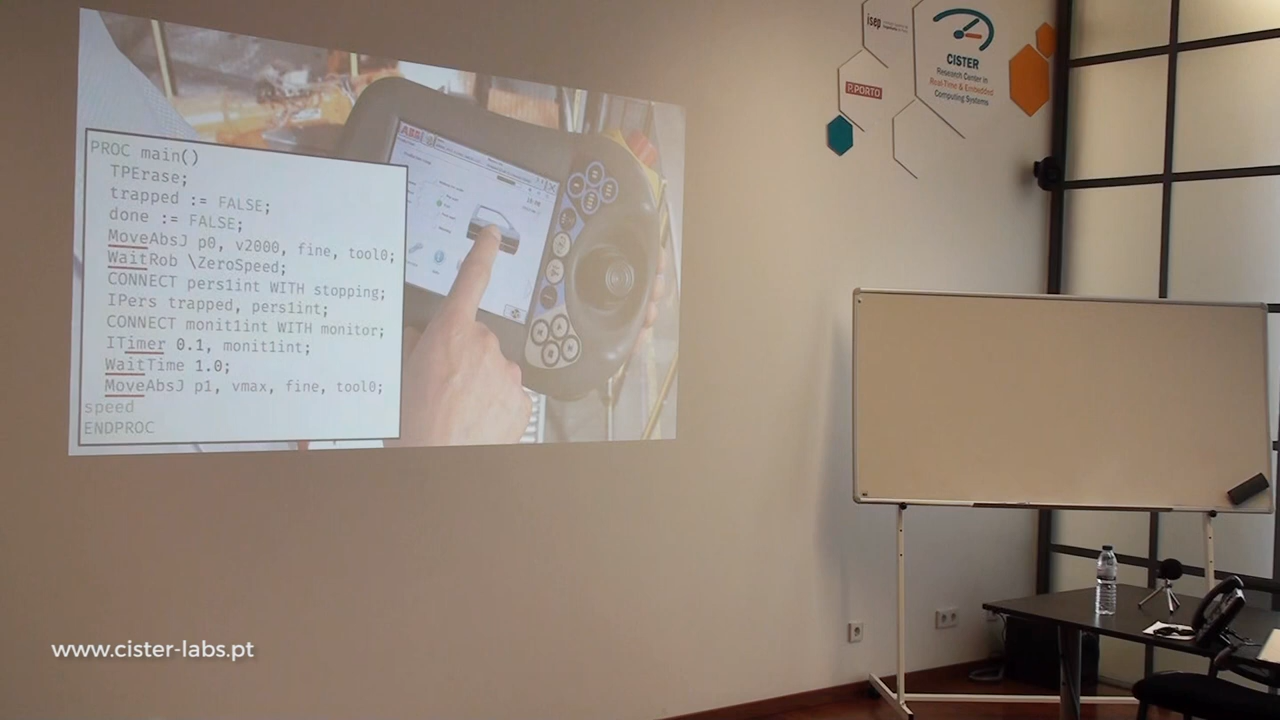 PROC main()
TPErase;
trapped := FALSE;
done := FALSE;
MoveAbsJ p0, v2000, fine, tool0;
WaitRob \ZeroSpeed;
CONNECT pers1int WITH stopping;
IPers trapped, pers1int;
CONNECT monit1int WITH monitor;
ITimer 0.1, monit1int;
WaitTime 1.0;
MoveAbsJ p1, vmax, fine, tool0;
speed
ENDPROC
ABB
isep
P.PORTO
CISTER
Research Center in
Real-Time & Embedded
Computing Systems
www.cister-labs.pt